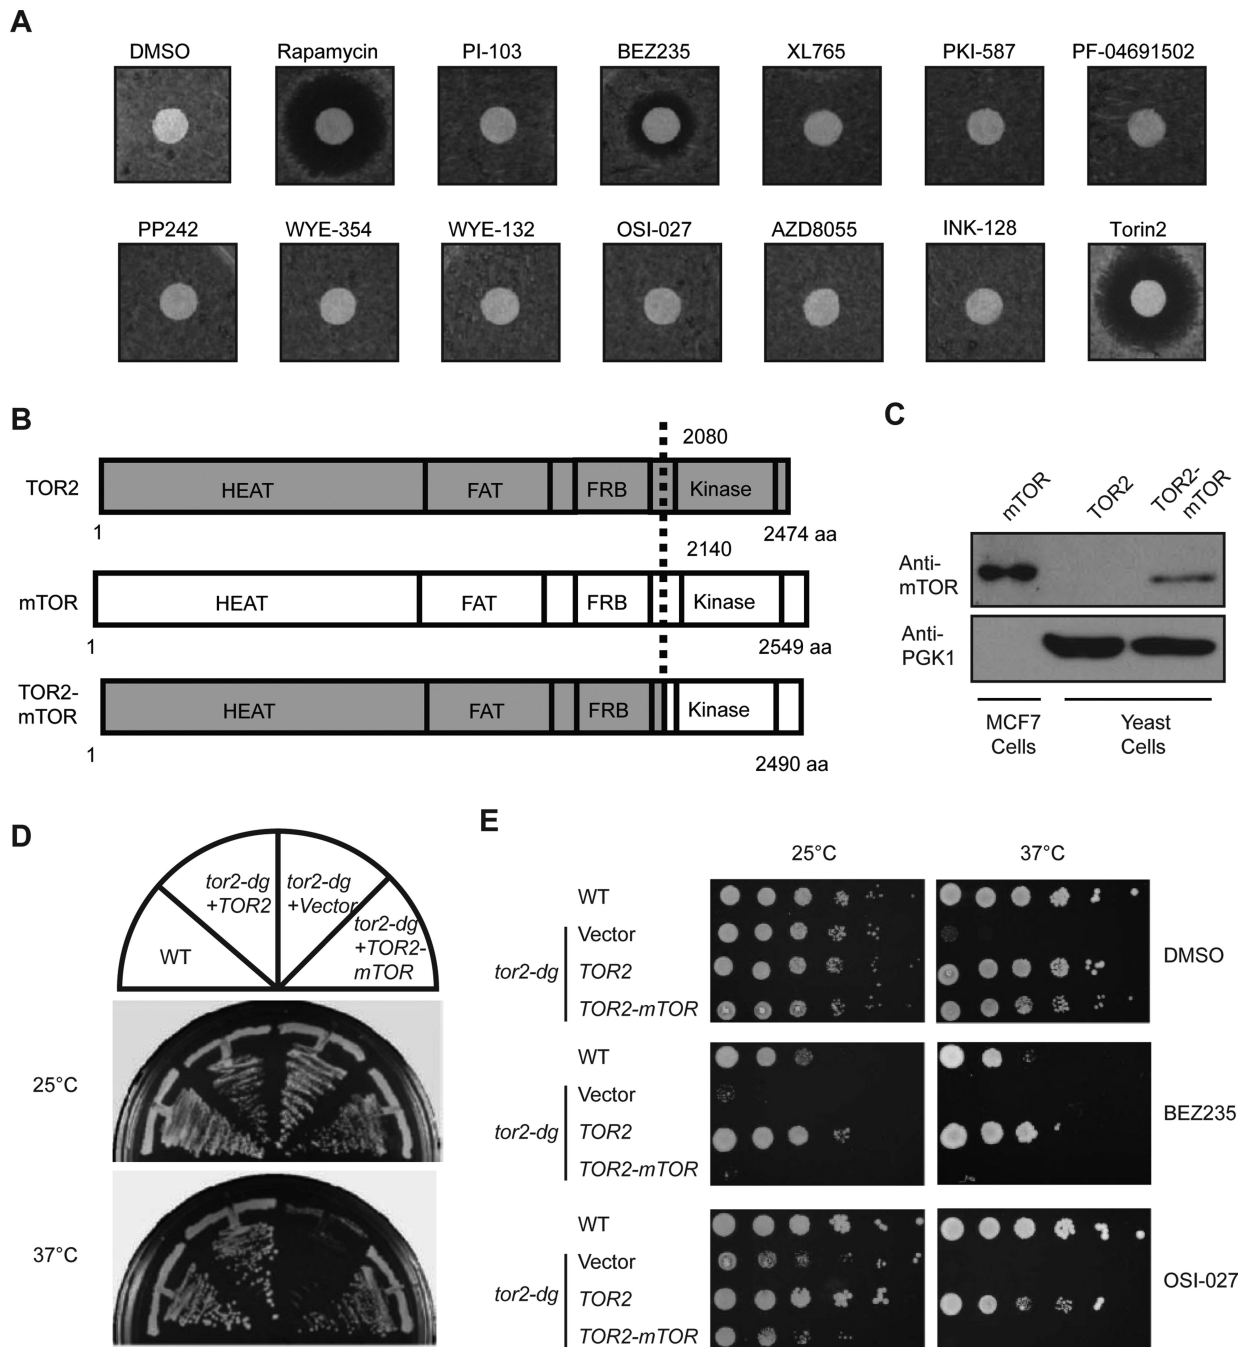 A
DMSO Rapamycin PI-103 BEZ235 XL765 PKI-587 PF-04691502
PP242 WYE-354 WYE-132 OSI-027 AZD8055 INK-128 Torin2
B
2080
TOR2 HEAT FAT FRB Kinase
1 2474 aa
2140
mTOR HEAT FAT FRB Kinase
1 2549 aa
TOR2-
mTOR
HEAT FAT FRB Kinase
1 2490 aa
C
mTOR TOR2 TOR2-
mTOR
Anti-
mTOR
Anti-
PGK1
MCF7
Cells
Yeast
Cells
D
WT
tor2-dg
+TOR2
tor2-dg
+Vector
tor2-dg
+TOR2-
mTOR
25°C
37°C
E
25°C 37°C
WT
Vector
TOR2
TOR2-mTOR
tor2-dg
DMSO
WT
Vector
TOR2
TOR2-mTOR
tor2-dg
BEZ235
WT
Vector
TOR2
TOR2-mTOR
tor2-dg
OSI-027